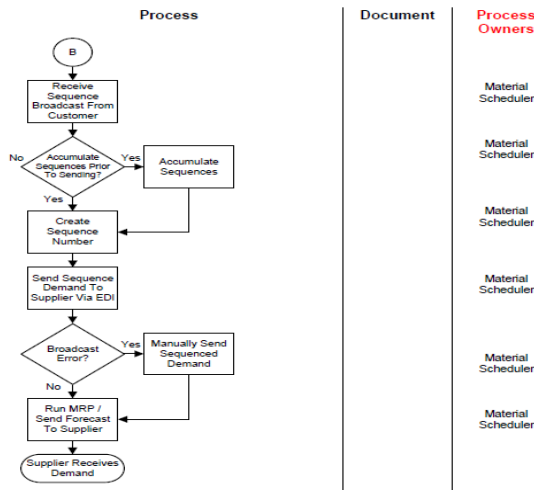 Process
Document
Process
Owners
B
Receive
Sequence
Broadcast From
Customer
Material
Scheduler
No
Accumulate
Sequences Prior
To Sending?
Yes
Accumulate
Sequences
Material
Scheduler
Yes
Create
Sequence
Number
Material
Scheduler
Send Sequence
Demand To
Supplier Via EDI
Material
Scheduler
Broadcast
Error?
Yes
Manually Send
Sequenced
Demand
Material
Scheduler
No
Run MRP /
Send Forecast
To Supplier
Material
Scheduler
Supplier Receives
Demand